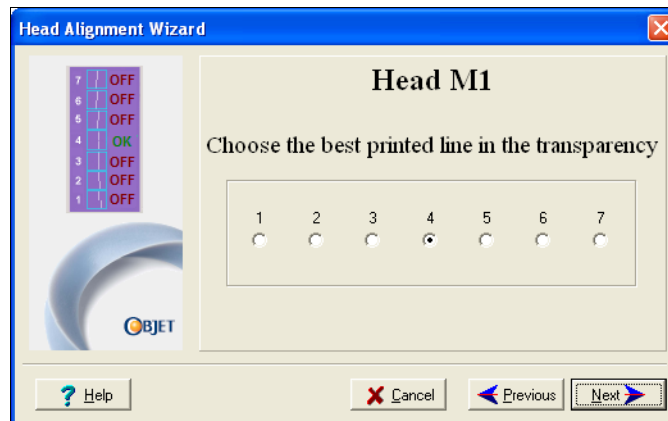 Head Alignment Wizard
7 OFF
6 OFF
5 OFF
4 OK
3 OFF
2 OFF
1 OFF
OBJET
Head M1
Choose the best printed line in the transparency
1 2 3 4 5 6 7
? Help
Cancel
Previous
Next